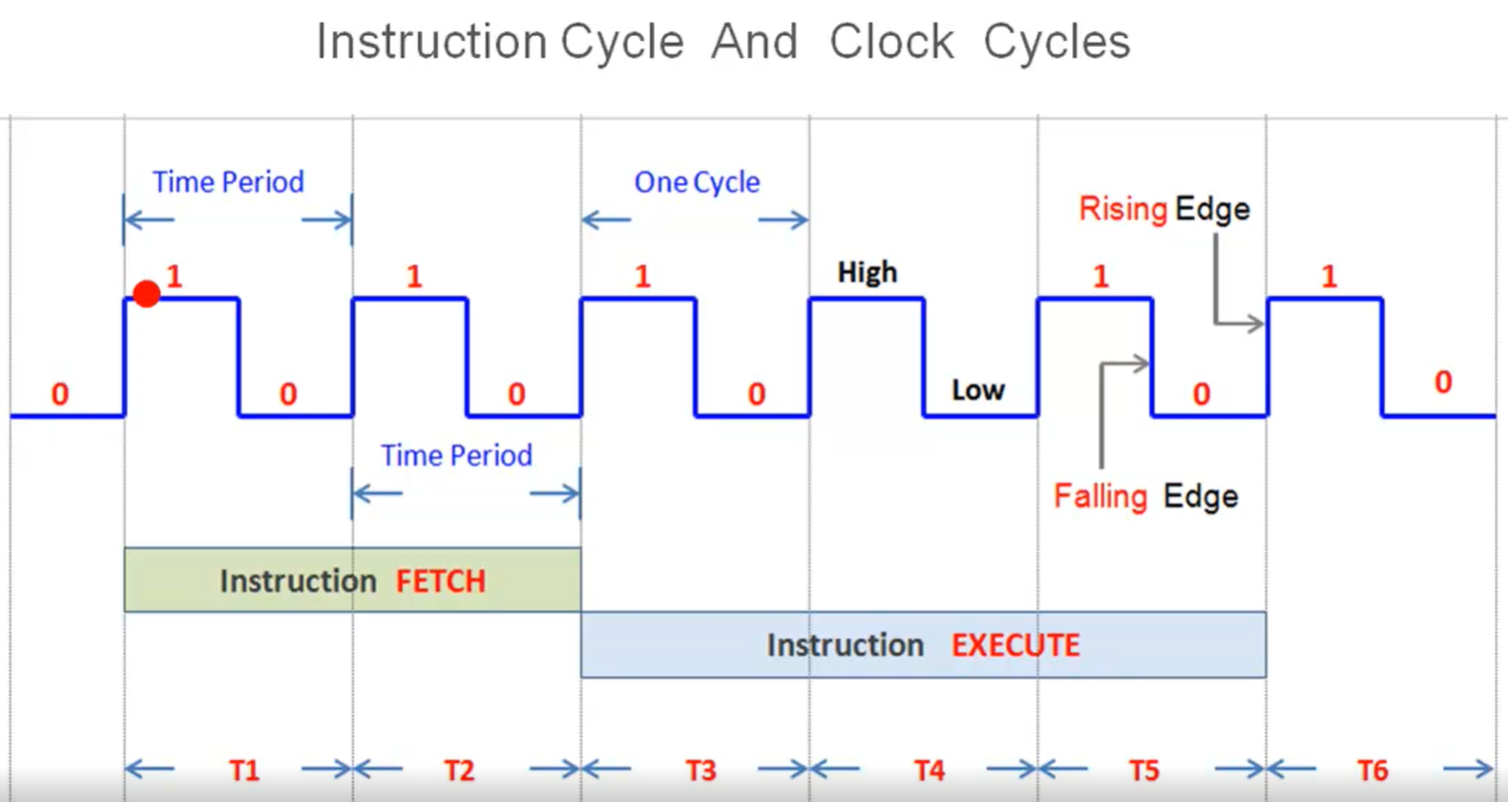 Instruction Cycle And Clock Cycles
Time Period
One Cycle
Rising Edge
1
1
1
High
1
1
0
0
0
0
Low
0
0
Time Period
Falling Edge
Instruction FETCH
Instruction EXECUTE
T1
T2
T3
T4
T5
T6